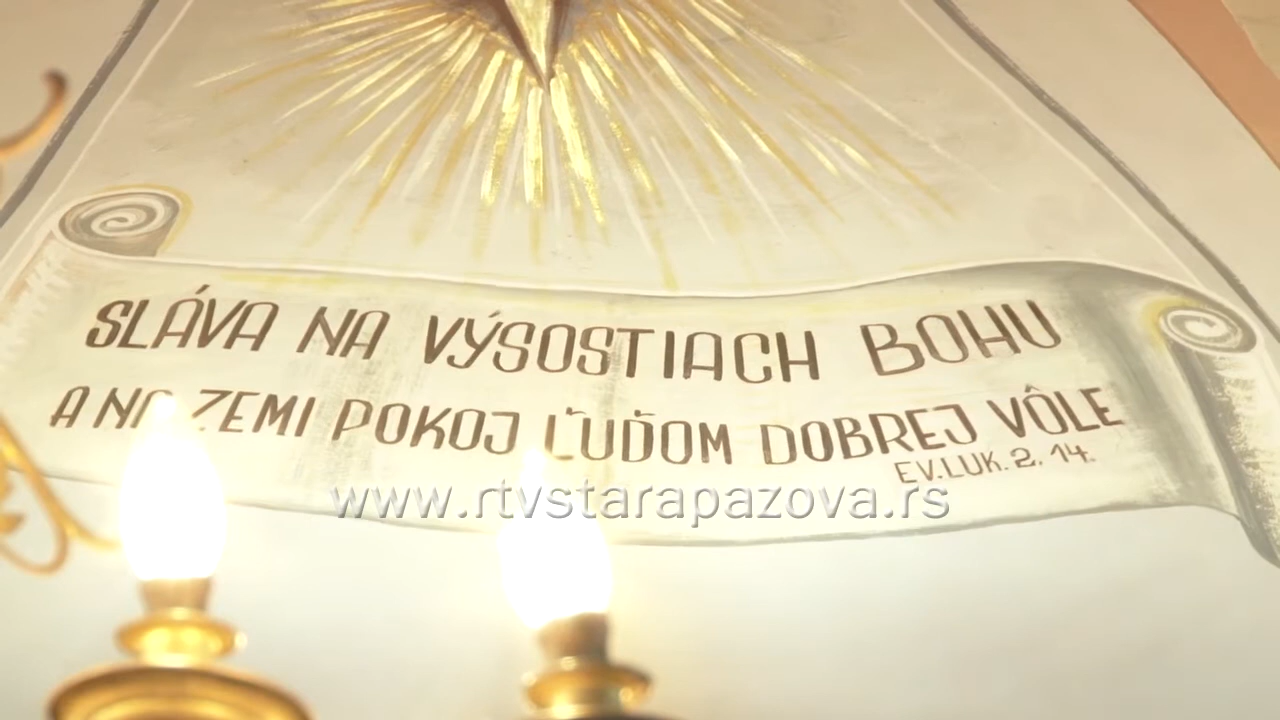 SLÁVA NA VÝSOSTIACH BOHU
A NA ZEMI POKOJ ĽUĎOM DOBREJ VÔLE
EV.LUK. 2. 14.
www.rtvstarapazova.rs